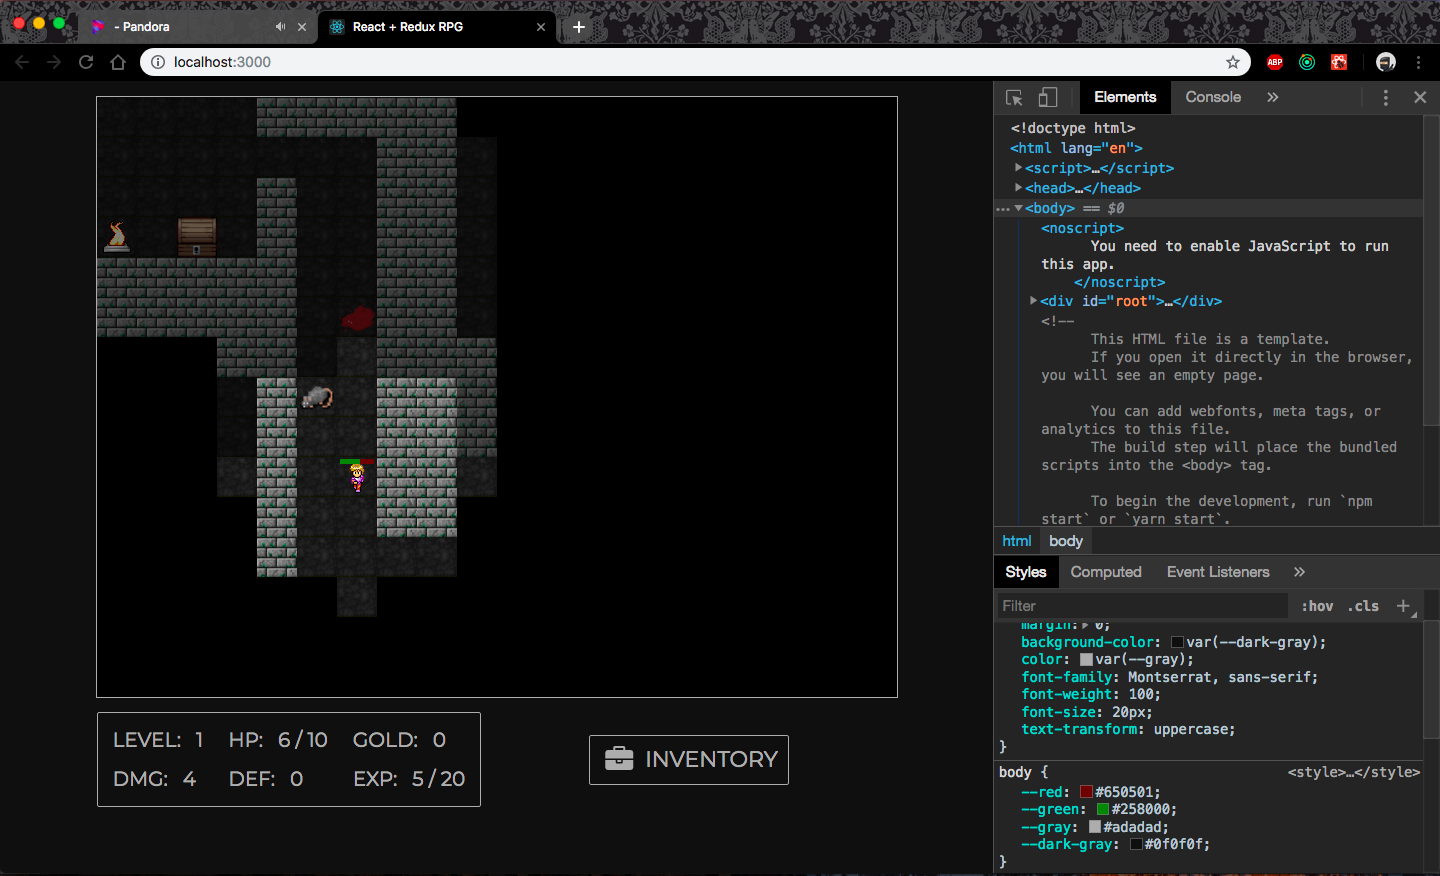 - Pandora
React + Redux RPG
localhost:3000
ABP
Elements
Console
<!doctype html>
<html lang="en">
<script>…</script>
<head>…</head>
<body> == $0
<noscript>
You need to enable JavaScript to run
this app.
</noscript>
<div id="root">…</div>
<!--
This HTML file is a template.
If you open it directly in the browser,
you will see an empty page.
You can add webfonts, meta tags, or
analytics to this file.
The build step will place the bundled
scripts into the <body> tag.
To begin the development, run `npm
start` or `yarn start`.
html body
Styles Computed Event Listeners
Filter :hov .cls
margin: 0;
background-color: var(--dark-gray);
color: var(--gray);
font-family: Montserrat, sans-serif;
font-weight: 100;
font-size: 20px;
text-transform: uppercase;
}
body { <style>…</style>
--red: #650501;
--green: #258000;
--gray: #adadad;
--dark-gray: #0f0f0f;
}
LEVEL: 1 HP: 6 / 10 GOLD: 0
DMG: 4 DEF: 0 EXP: 5 / 20
INVENTORY